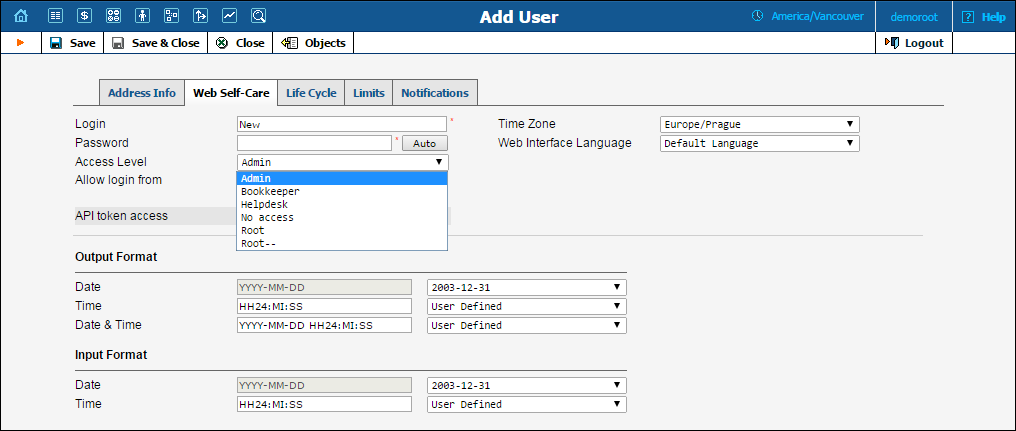 Add User
America/Vancouver
demoroot
? Help
Save
Save & Close
Close
Objects
Logout
Address Info
Web Self-Care
Life Cycle
Limits
Notifications
Login New * Time Zone Europe/Prague
Password * Auto Web Interface Language Default Language
Access Level Admin
Allow login from Admin
Bookkeeper
Helpdesk
API token access No access
Root
Root--
Output Format
Date YYYY-MM-DD 2003-12-31
Time HH24:MI:SS User Defined
Date & Time YYYY-MM-DD HH24:MI:SS User Defined
Input Format
Date YYYY-MM-DD 2003-12-31
Time HH24:MI:SS User Defined